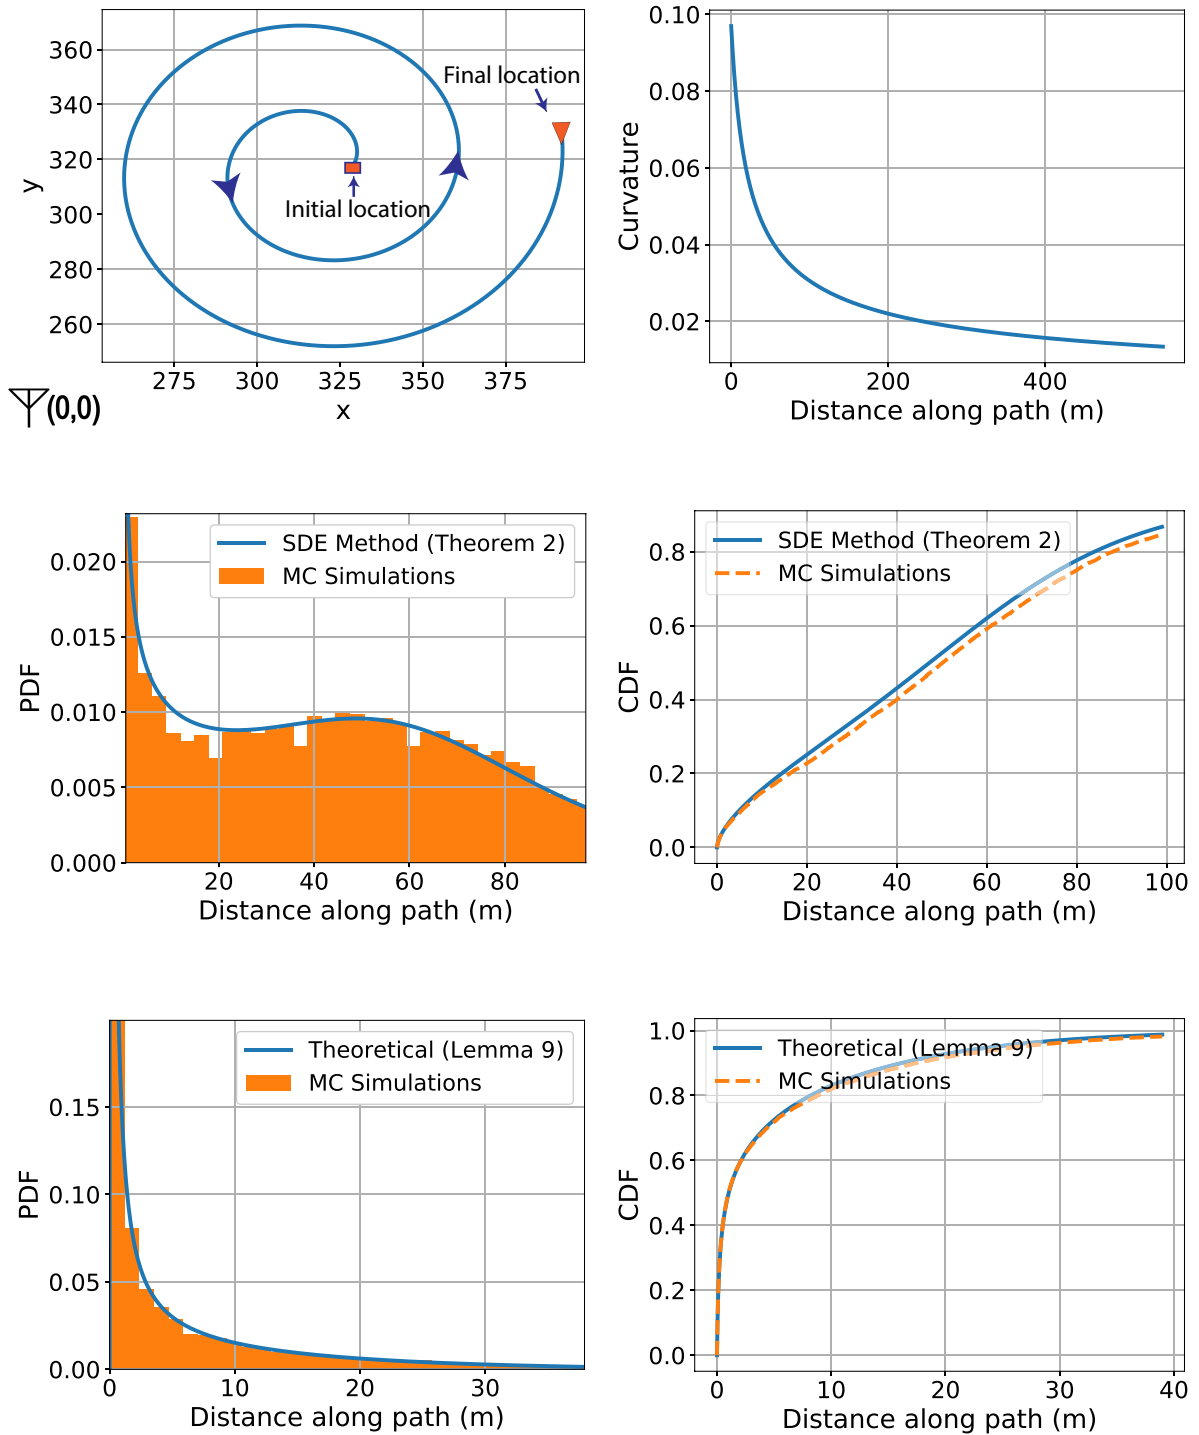 360
340
320
300
280
260
y
275
300
325
350
375
x
Final location
Initial location
(0,0)
0.10
0.08
0.06
0.04
0.02
Curvature
0
200
400
Distance along path (m)
0.020
0.015
0.010
0.005
0.000
PDF
SDE Method (Theorem 2)
MC Simulations
20
40
60
80
Distance along path (m)
0.8
0.6
0.4
0.2
0.0
CDF
SDE Method (Theorem 2)
MC Simulations
0
20
40
60
80
100
Distance along path (m)
0.15
0.10
0.05
0.00
PDF
Theoretical (Lemma 9)
MC Simulations
0
10
20
30
Distance along path (m)
1.0
0.8
0.6
0.4
0.2
0.0
CDF
Theoretical (Lemma 9)
MC Simulations
0
10
20
30
40
Distance along path (m)